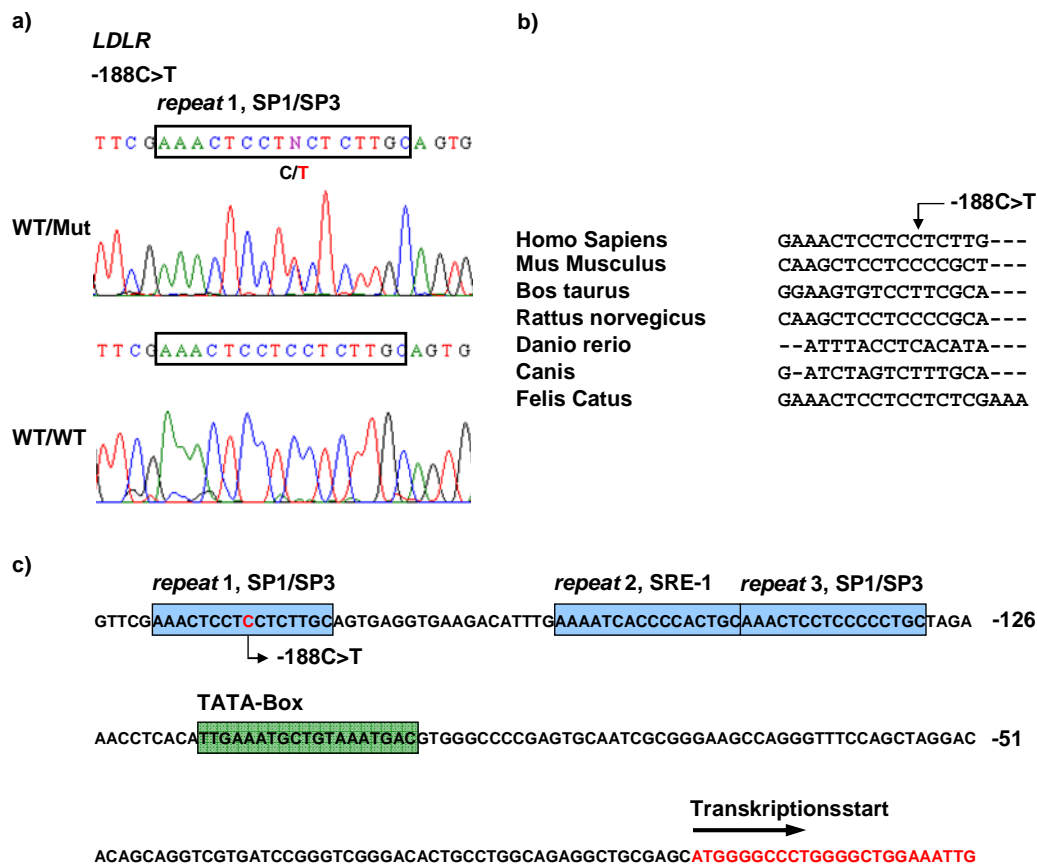 a)
LDLR
-188C>T
repeat 1, SP1/SP3
TTCGAAACTCCTNCTCTTGCAGTG
C/T
WT/Mut
TTCGAAACTCCTCCTCTTGCAGTG
WT/WT
b)
-188C>T
Homo Sapiens GAAACTCCTCCTCTTG---
Mus Musculus CAAGCTCCTCCCCGCT---
Bos taurus GGAAGTGTCCTTCGCA---
Rattus norvegicus CAAGCTCCTCCCCGCA---
Danio rerio --ATTTACCTCACATA---
Canis G-ATCTAGTCTTTGCA---
Felis Catus GAAACTCCTCCTCTCGAAA
c)
repeat 1, SP1/SP3 repeat 2, SRE-1 repeat 3, SP1/SP3
GTTCGAAACTCCTCCTCTTGCAGTGAGGTGAAGACATTTGAAAATCACCCCACTGCAAACTCCTCCCCCTGCTAGA -126
-188C>T
TATA-Box
AACCTCACATTGAAATGCTGTAAATGACGTGGGCCCCGAGTGCAATCGCGGGAAGCCAGGGTTTCCAGCTAGGAC -51
Transkriptionsstart
ACAGCAGGTCGTGATCCGGGTCGGGACACTGCCTGGCAGAGGCTGCGAGCATGGGGCCCTGGGGCTGGAAATTG